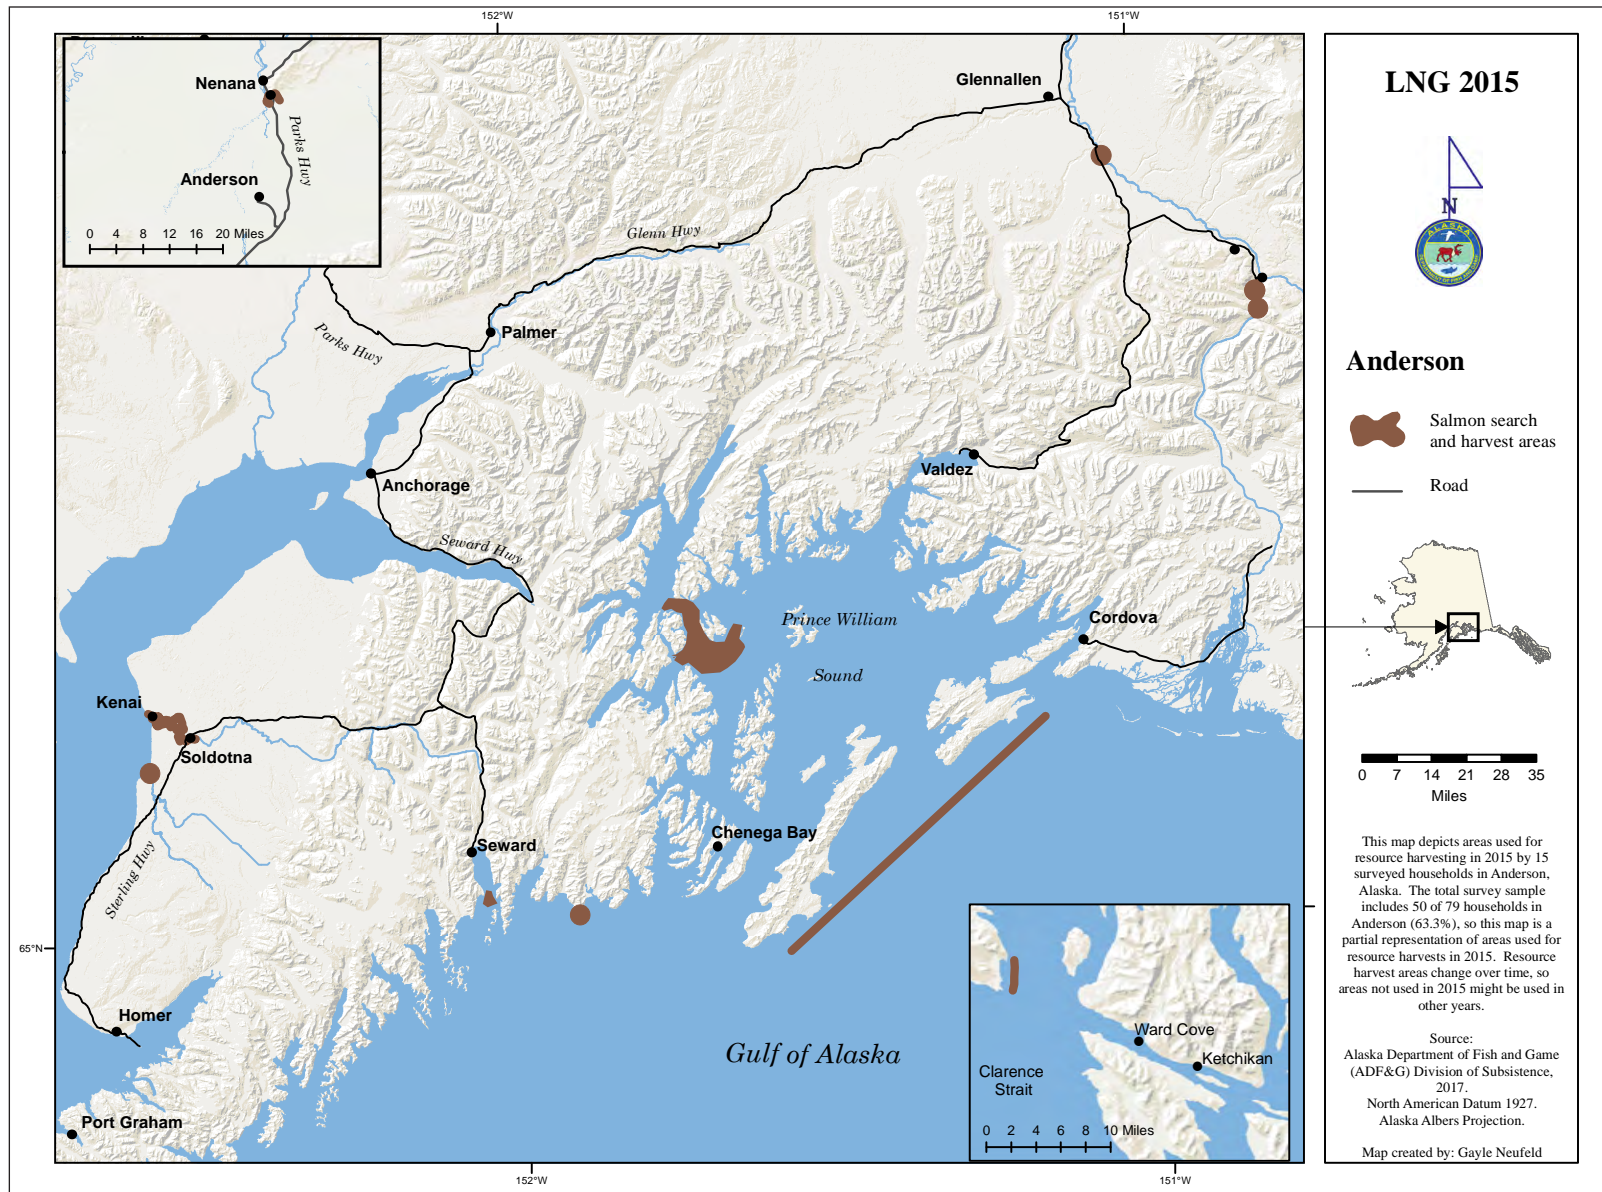 152°W
151°W
Nenana
Parks Hwy
Anderson
0 4 8 12 16 20 Miles
Glennallen
Glenn Hwy
Palmer
Parks Hwy
Anchorage
Valdez
Seward Hwy
Prince William
Sound
Cordova
Kenai
Soldotna
Chenega Bay
Seward
Sterling Hwy
65°N
Homer
Gulf of Alaska
Port Graham
Ward Cove
Ketchikan
Clarence
Strait
0 2 4 6 8 10 Miles
152°W
151°W
LNG 2015
N
ALASKA
Anderson
Salmon search
and harvest areas
Road
0 7 14 21 28 35
Miles
This map depicts areas used for
resource harvesting in 2015 by 15
surveyed households in Anderson,
Alaska. The total survey sample
includes 50 of 79 households in
Anderson (63.3%), so this map is a
partial representation of areas used for
resource harvests in 2015. Resource
harvest areas change over time, so
areas not used in 2015 might be used in
other years.
Source:
Alaska Department of Fish and Game
(ADF&G) Division of Subsistence,
2017.
North American Datum 1927.
Alaska Albers Projection.
Map created by: Gayle Neufeld